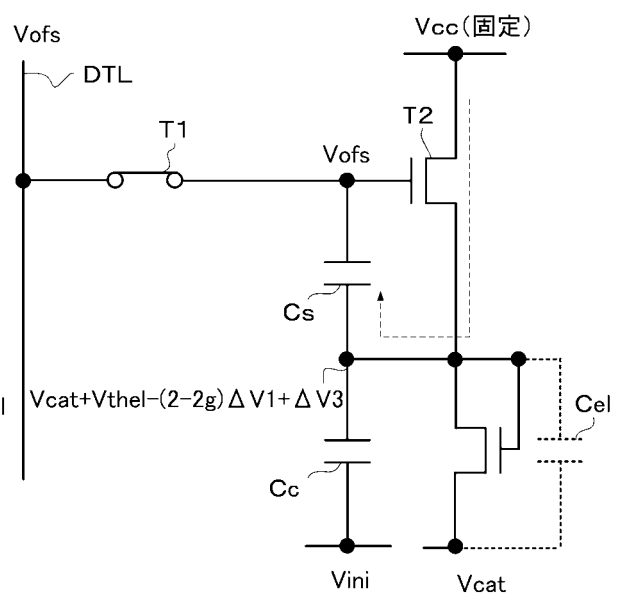 Vcc(固定)
Vofs
DTL
T1
T2
Vofs
Cs
l Vcat+Vthel-(2-2g)ΔV1+ΔV3
Cel
Cc
Vini
Vcat